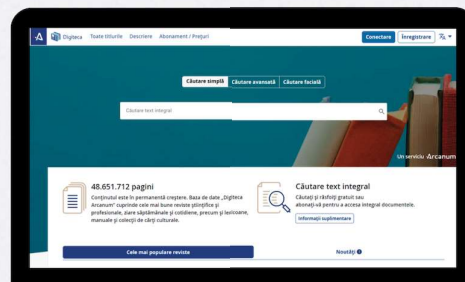 Digiteca Toate titlurile Descriere Abonament / Prețuri Conectare Înregistrare
Căutare simplă Căutare avansată Căutare facială
Căutare text integral
Un serviciu Arcanum
48.651.712 pagini
Conținutul este în permanentă creștere. Baza de date „Digiteca
Arcanum” cuprinde cele mai bune reviste științifice și
profesionale, ziare săptămânale și cotidiene, precum și lexicoane,
manuale și colecții de cărți culturale.
Căutare text integral
Căutați și răsfoiți gratuit sau
abonați-vă pentru a accesa integral documentele.
Informații suplimentare
Cele mai populare reviste Noutăți